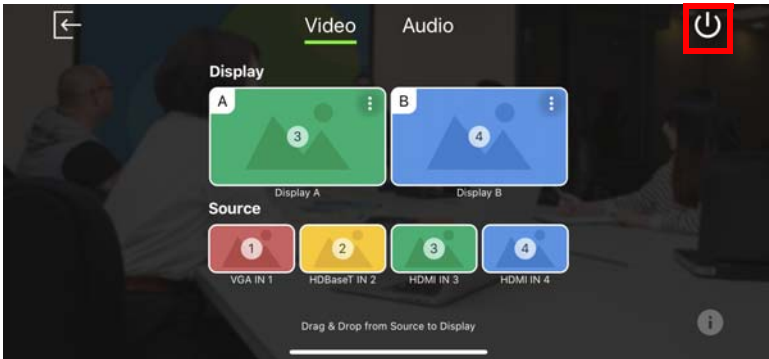 Video Audio
Display
A B
3 4
Display A Display B
Source
1 2 3 4
VGA IN 1 HDBaseT IN 2 HDMI IN 3 HDMI IN 4
Drag & Drop from Source to Display
i